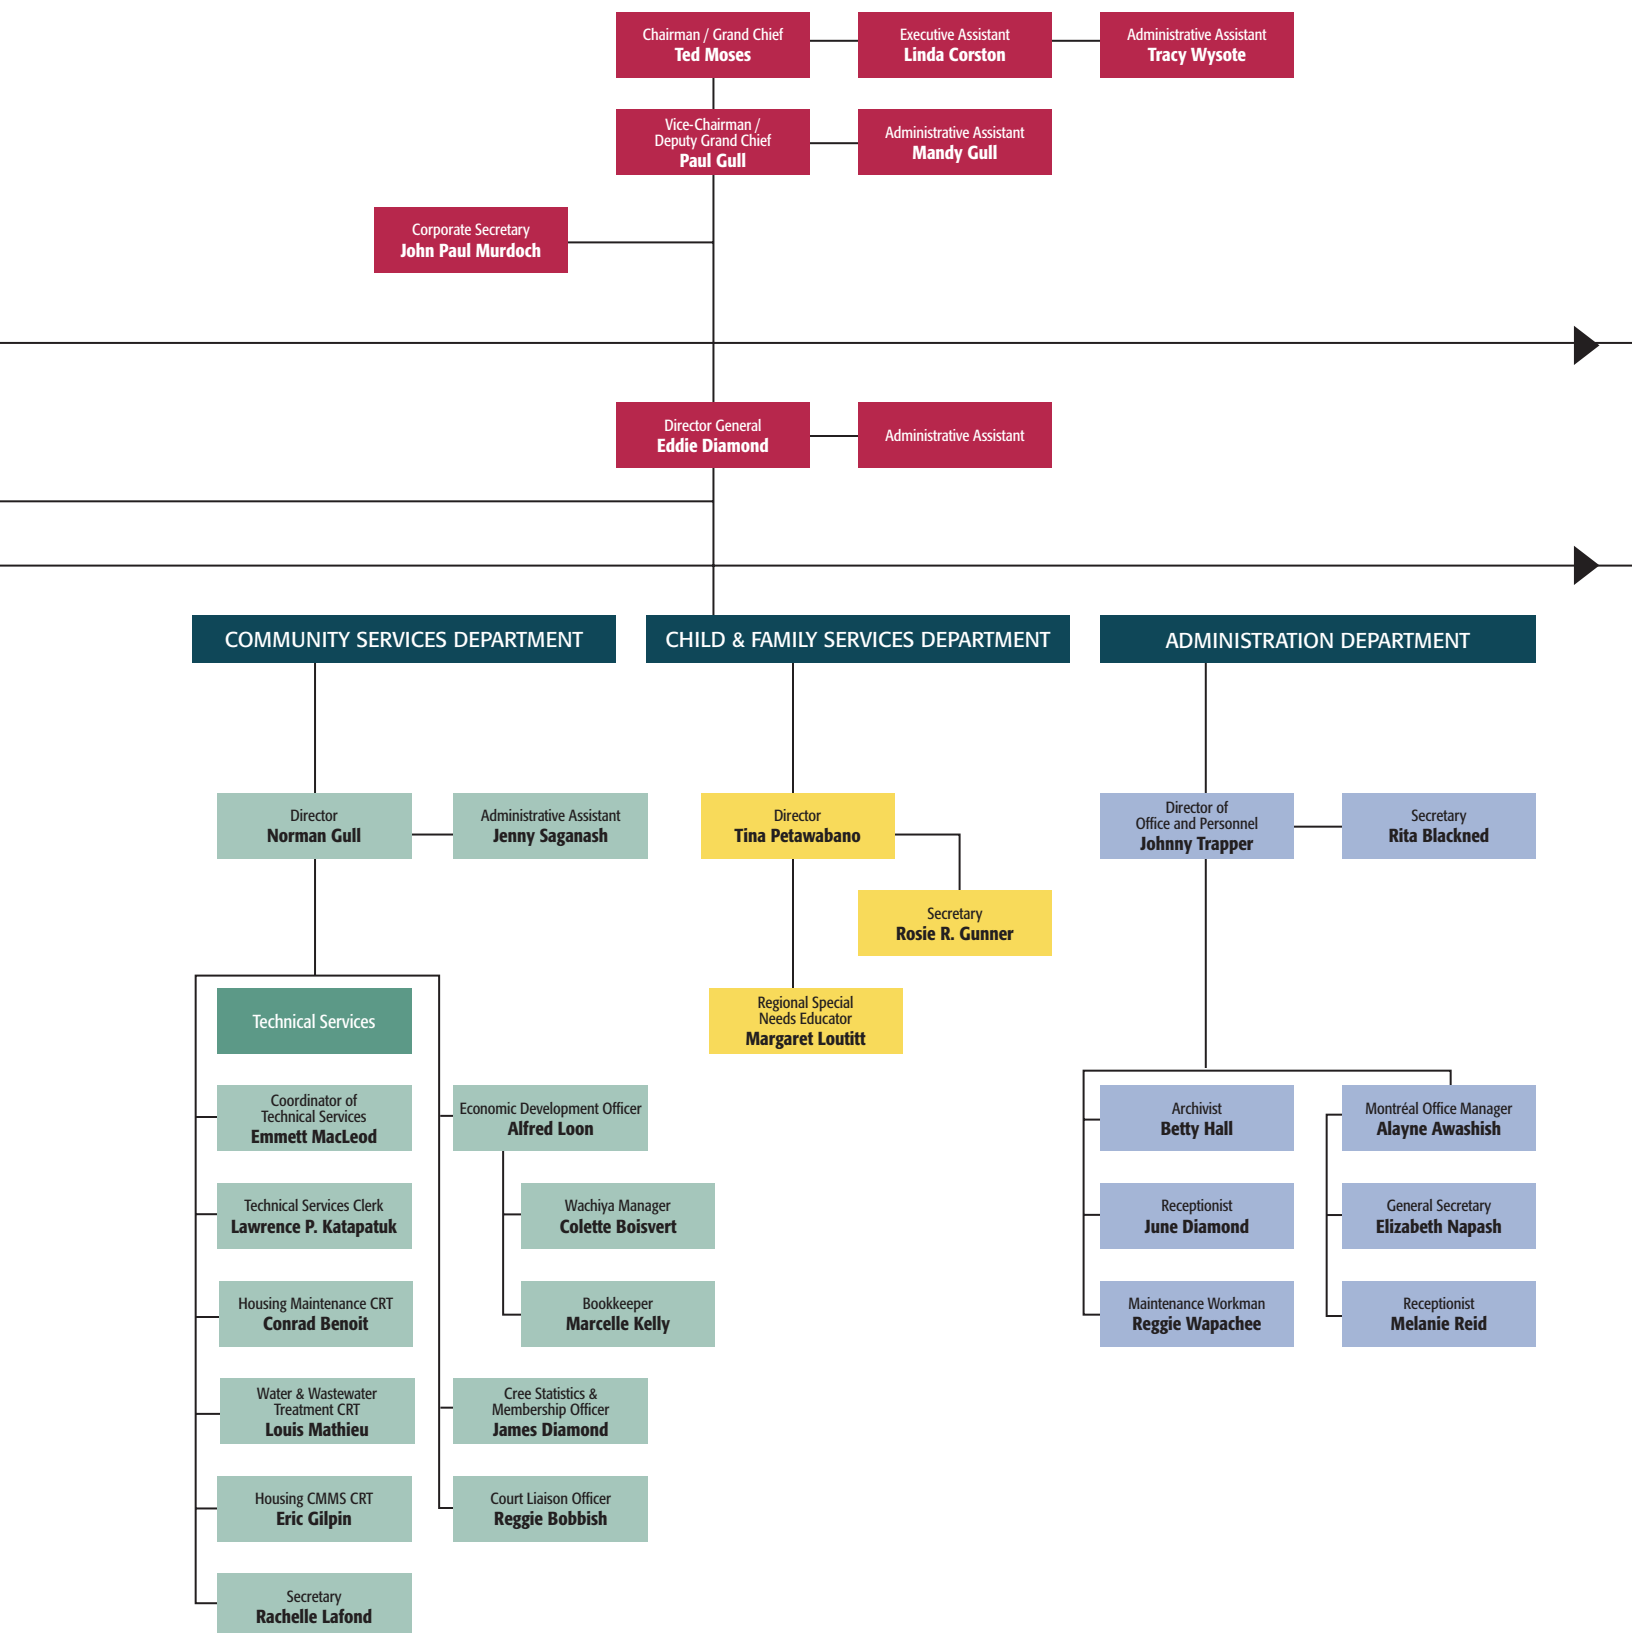 Chairman / Grand Chief
Ted Moses
Executive Assistant
Linda Corston
Administrative Assistant
Tracy Wysote
Vice-Chairman /
Deputy Grand Chief
Paul Gull
Administrative Assistant
Mandy Gull
Corporate Secretary
John Paul Murdoch
Director General
Eddie Diamond
Administrative Assistant
COMMUNITY SERVICES DEPARTMENT
CHILD & FAMILY SERVICES DEPARTMENT
ADMINISTRATION DEPARTMENT
Director
Norman Gull
Administrative Assistant
Jenny Saganash
Director
Tina Petawabano
Director of
Office and Personnel
Johnny Trapper
Secretary
Rita Blackned
Secretary
Rosie R. Gunner
Technical Services
Regional Special
Needs Educator
Margaret Loutitt
Coordinator of
Technical Services
Emmett MacLeod
Economic Development Officer
Alfred Loon
Archivist
Betty Hall
Montréal Office Manager
Alayne Awashish
Technical Services Clerk
Lawrence P. Katapatuk
Wachiya Manager
Colette Boisvert
Receptionist
June Diamond
General Secretary
Elizabeth Napash
Housing Maintenance CRT
Conrad Benoit
Bookkeeper
Marcelle Kelly
Maintenance Workman
Reggie Wapachee
Receptionist
Melanie Reid
Water & Wastewater
Treatment CRT
Louis Mathieu
Cree Statistics &
Membership Officer
James Diamond
Housing CMMS CRT
Eric Gilpin
Court Liaison Officer
Reggie Bobbish
Secretary
Rachelle Lafond